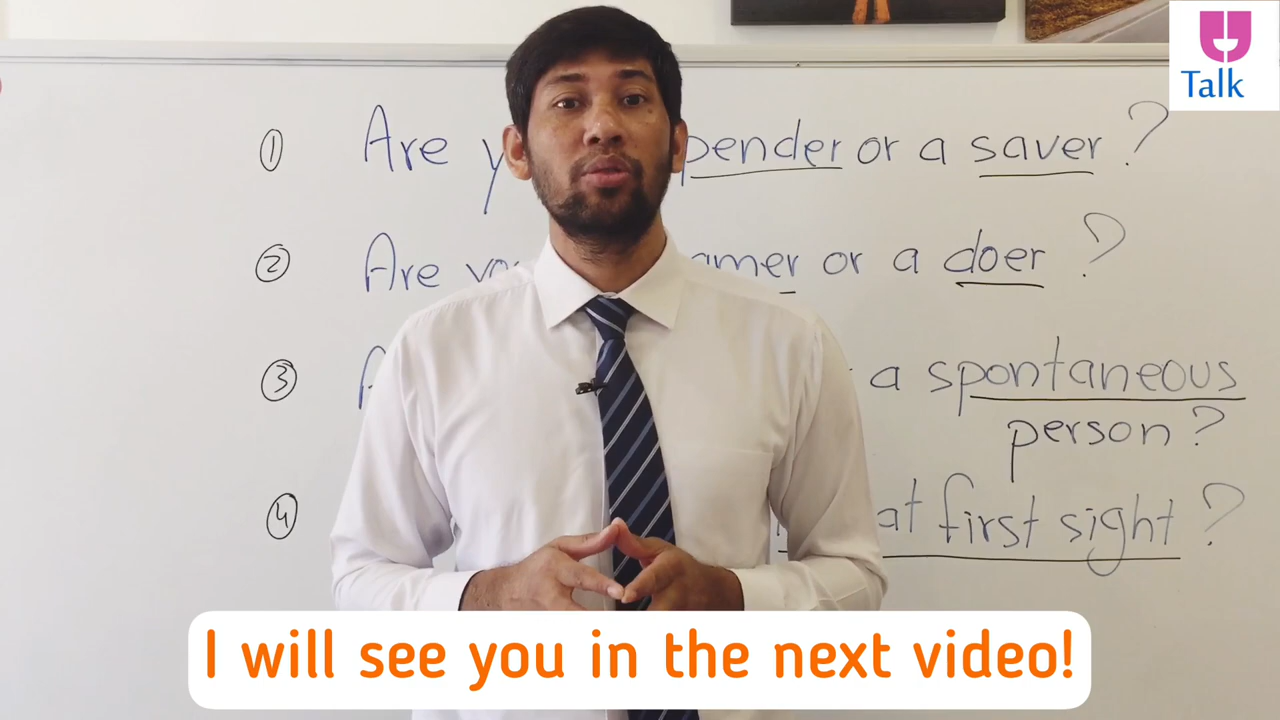 Talk
① Are y pender or a saver ?
② Are you amer or a doer ?
③ A a spontaneous
person ?
④ at first sight ?
I will see you in the next video!